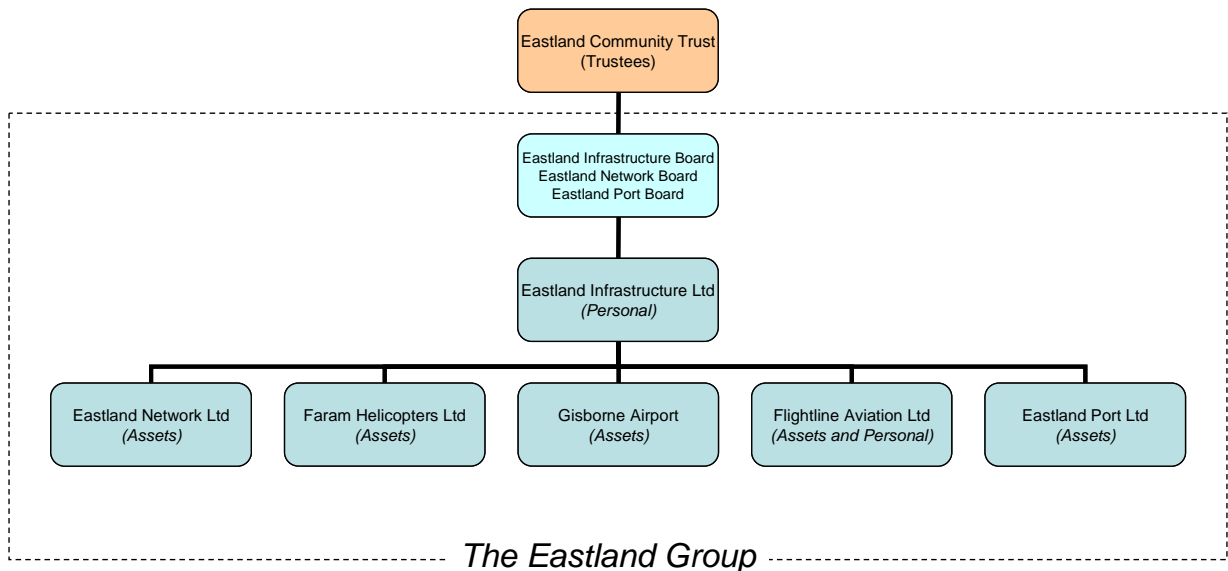 Eastland Community Trust
(Trustees)
Eastland Infrastructure Board
Eastland Network Board
Eastland Port Board
Eastland Infrastructure Ltd
(Personal)
Eastland Network Ltd
(Assets)
Faram Helicopters Ltd
(Assets)
Gisborne Airport
(Assets)
Flightline Aviation Ltd
(Assets and Personal)
Eastland Port Ltd
(Assets)
The Eastland Group